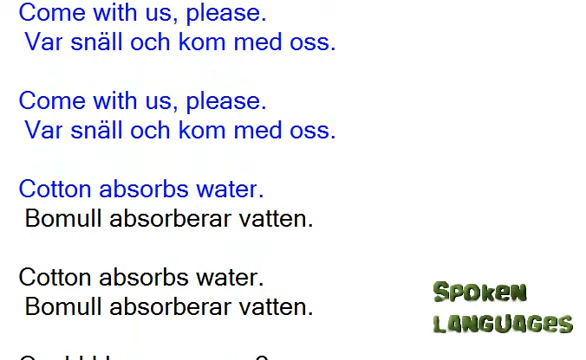 Come with us, please.
Var snäll och kom med oss.
Come with us, please.
Var snäll och kom med oss.
Cotton absorbs water.
Bomull absorberar vatten.
Cotton absorbs water.
Bomull absorberar vatten.
Spoken
Languages